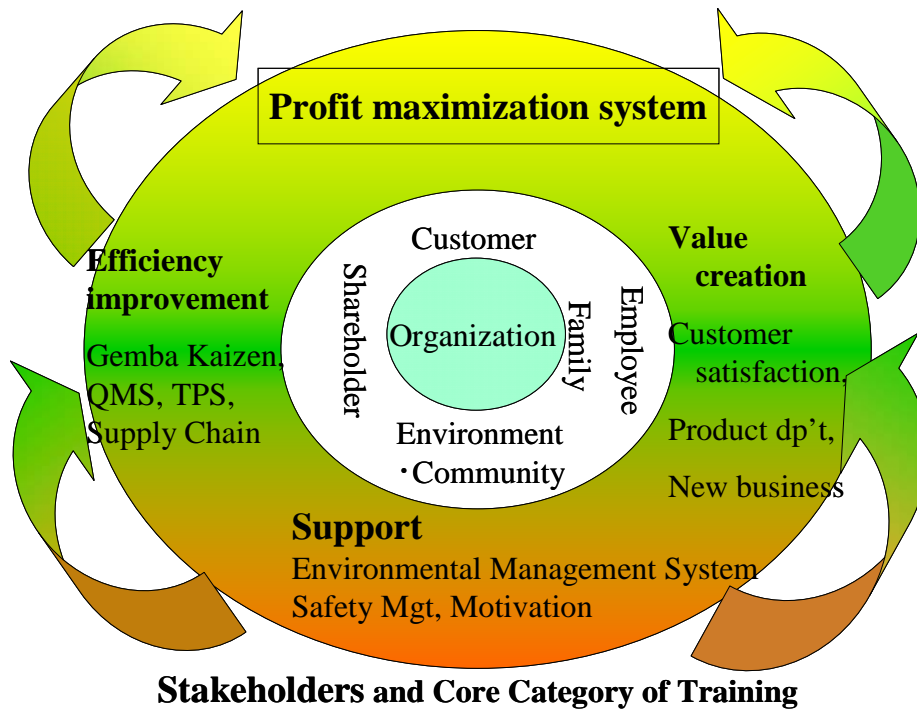 Profit maximization system
Customer
Value
creation
Efficiency
improvement
Shareholder
Organization
Family
Employee
Customer
satisfaction,
Gemba Kaizen,
QMS, TPS,
Supply Chain
Product dp’t,
Environment
・Community
New business
Support
Environmental Management System
Safety Mgt, Motivation
Stakeholders and Core Category of Training